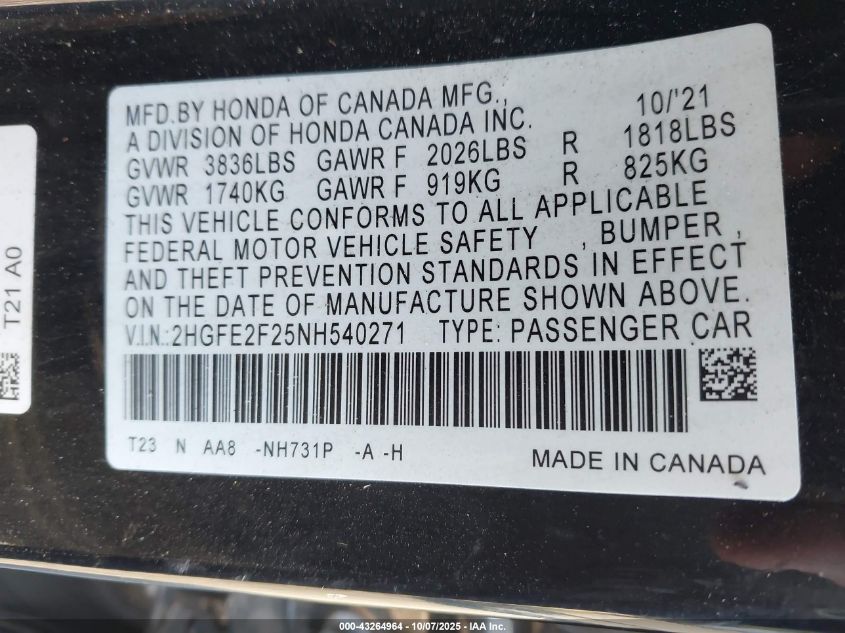 MFD.BY HONDA OF CANADA MFG., 10/'21
A DIVISION OF HONDA CANADA INC.
GVWR 3836LBS GAWR F 2026LBS R 1818LBS
GVWR 1740KG GAWR F 919KG R 825KG
THIS VEHICLE CONFORMS TO ALL APPLICABLE
FEDERAL MOTOR VEHICLE SAFETY , BUMPER ,
AND THEFT PREVENTION STANDARDS IN EFFECT
ON THE DATE OF MANUFACTURE SHOWN ABOVE.
V.I.N.:2HGFE2F25NH540271 TYPE: PASSENGER CAR
T23 N AA8 -NH731P -A -H
MADE IN CANADA
T21 A0
000-43264964 - 10/07/2025 - IAA Inc.